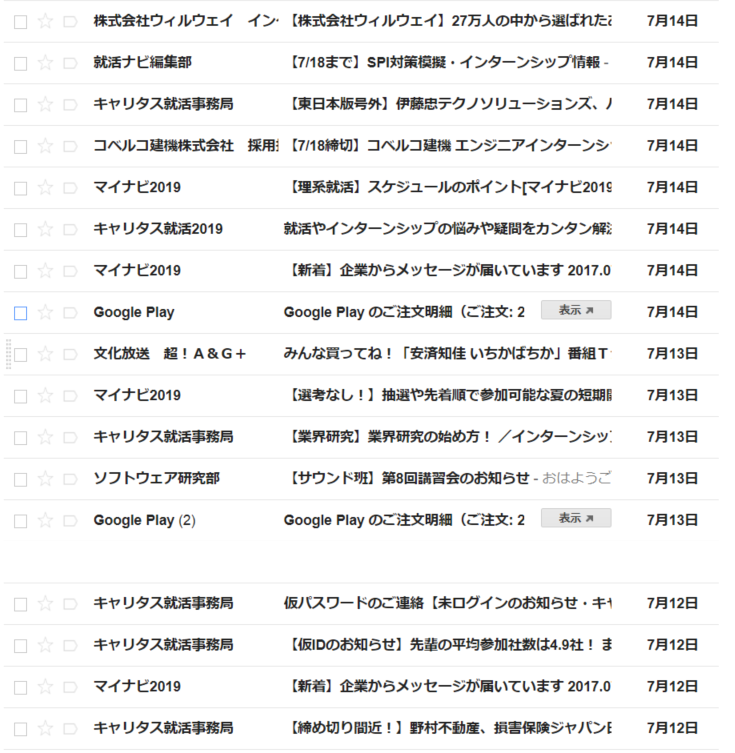 株式会社ウィルウェイ イン 【株式会社ウィルウェイ】27万人の中から選ばれた 7月14日
就活ナビ編集部 【7/18まで】SPI対策模擬・インターンシップ情報 - 7月14日
キャリタス就活事務局 【東日本版号外】伊藤忠テクノソリューションズ、 7月14日
コベルコ建機株式会社 採用 【7/18締切】コベルコ建機 エンジニアインターンシ 7月14日
マイナビ2019 【理系就活】スケジュールのポイント[マイナビ2019 7月14日
キャリタス就活2019 就活やインターンシップの悩みや疑問をカンタン解 7月14日
マイナビ2019 【新着】企業からメッセージが届いています 2017.0 7月14日
Google Play Google Play のご注文明細（ご注文: 2 表示 7月14日
文化放送 超！Ａ＆Ｇ＋ みんな買ってね！「安済知佳 いちかばちか」番組Ｔ 7月13日
マイナビ2019 【選考なし！】抽選や先着順で参加可能な夏の短期 7月13日
キャリタス就活事務局 【業界研究】業界研究の始め方！ ／インターンシッ 7月13日
ソフトウェア研究部 【サウンド班】第8回講習会のお知らせ - おはようご 7月13日
Google Play (2) Google Play のご注文明細（ご注文: 2 表示 7月13日
キャリタス就活事務局 仮パスワードのご連絡【未ログインのお知らせ・キャ 7月12日
キャリタス就活事務局 【仮IDのお知らせ】先輩の平均参加社数は4.9社！ ま 7月12日
マイナビ2019 【新着】企業からメッセージが届いています 2017.0 7月12日
キャリタス就活事務局 【締め切り間近！】野村不動産、損害保険ジャパン 7月12日